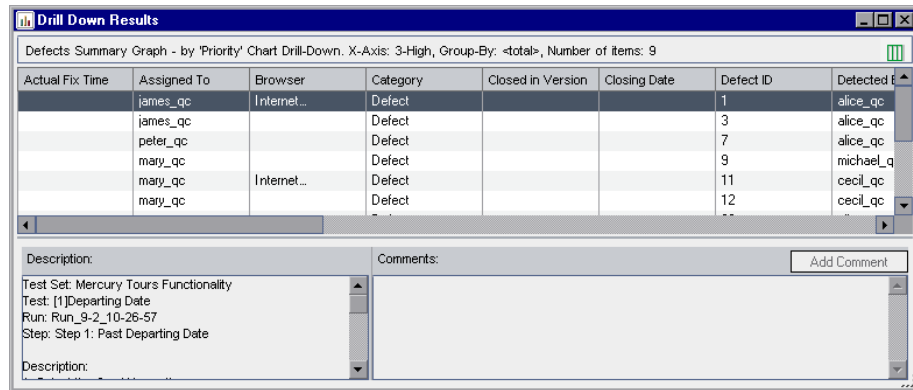 Drill Down Results
Defects Summary Graph - by 'Priority' Chart Drill-Down. X-Axis: 3-High, Group-By: <total>, Number of items: 9
Actual Fix Time Assigned To Browser Category Closed in Version Closing Date Defect ID Detected
james_qc Internet... Defect 1 alice_qc
james_qc Defect 3 alice_qc
peter_qc Defect 7 alice_qc
mary_qc Defect 9 michael_q
mary_qc Internet... Defect 11 cecil_qc
mary_qc Defect 12 cecil_qc
Description: Comments: Add Comment
Test Set: Mercury Tours Functionality
Test: [1]Departing Date
Run: Run_9-2_10-26-57
Step: Step 1: Past Departing Date
Description: